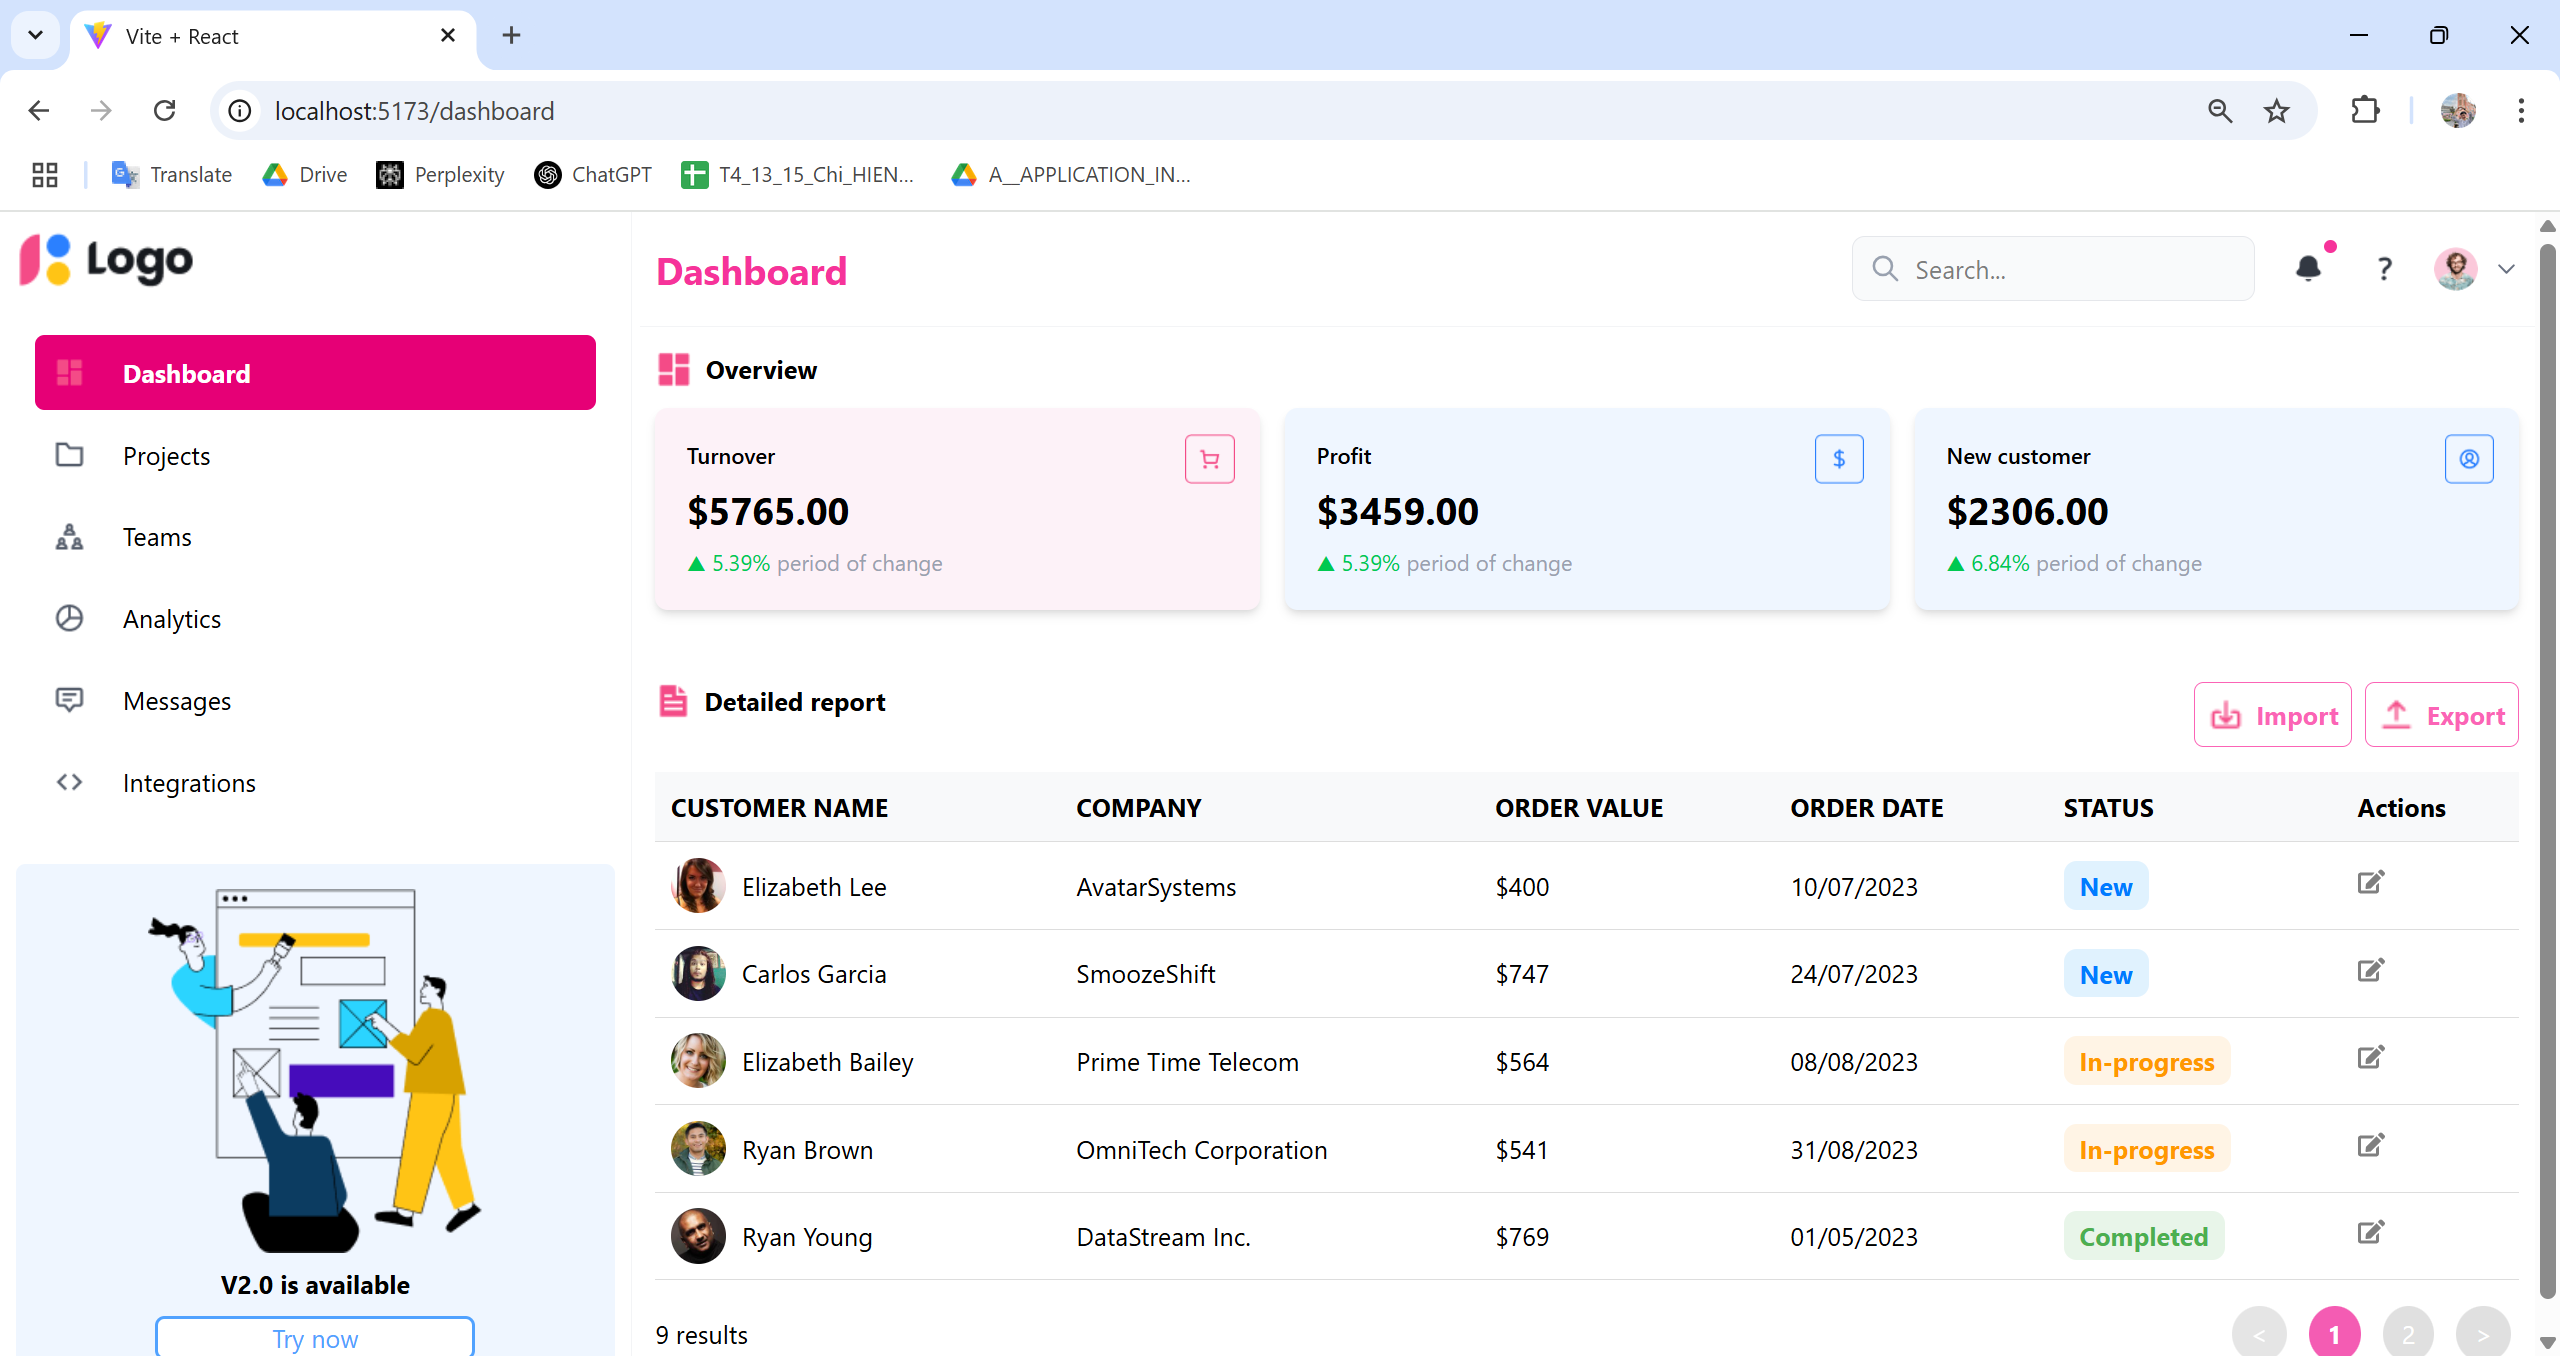 Vite + React
localhost:5173/dashboard
Translate Drive Perplexity ChatGPT T4_13_15_Chi_HIEN... A__APPLICATION_IN...
Logo
Dashboard
Projects
Teams
Analytics
Messages
Integrations
V2.0 is available
Try now
Dashboard
Search...
?
Overview
Turnover
$5765.00
▲ 5.39% period of change
Profit
$
$3459.00
▲ 5.39% period of change
New customer
$2306.00
▲ 6.84% period of change
Detailed report
Import Export
CUSTOMER NAME COMPANY ORDER VALUE ORDER DATE STATUS Actions
Elizabeth Lee AvatarSystems $400 10/07/2023 New
Carlos Garcia SmoozeShift $747 24/07/2023 New
Elizabeth Bailey Prime Time Telecom $564 08/08/2023 In-progress
Ryan Brown OmniTech Corporation $541 31/08/2023 In-progress
Ryan Young DataStream Inc. $769 01/05/2023 Completed
9 results
< 1 2 >